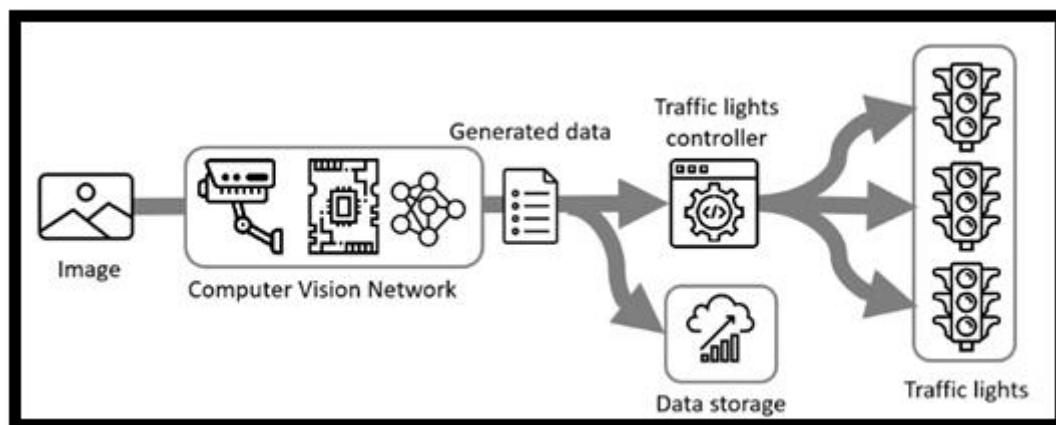 Image
Computer Vision Network
Generated data
Traffic lights
controller
Data storage
Traffic lights